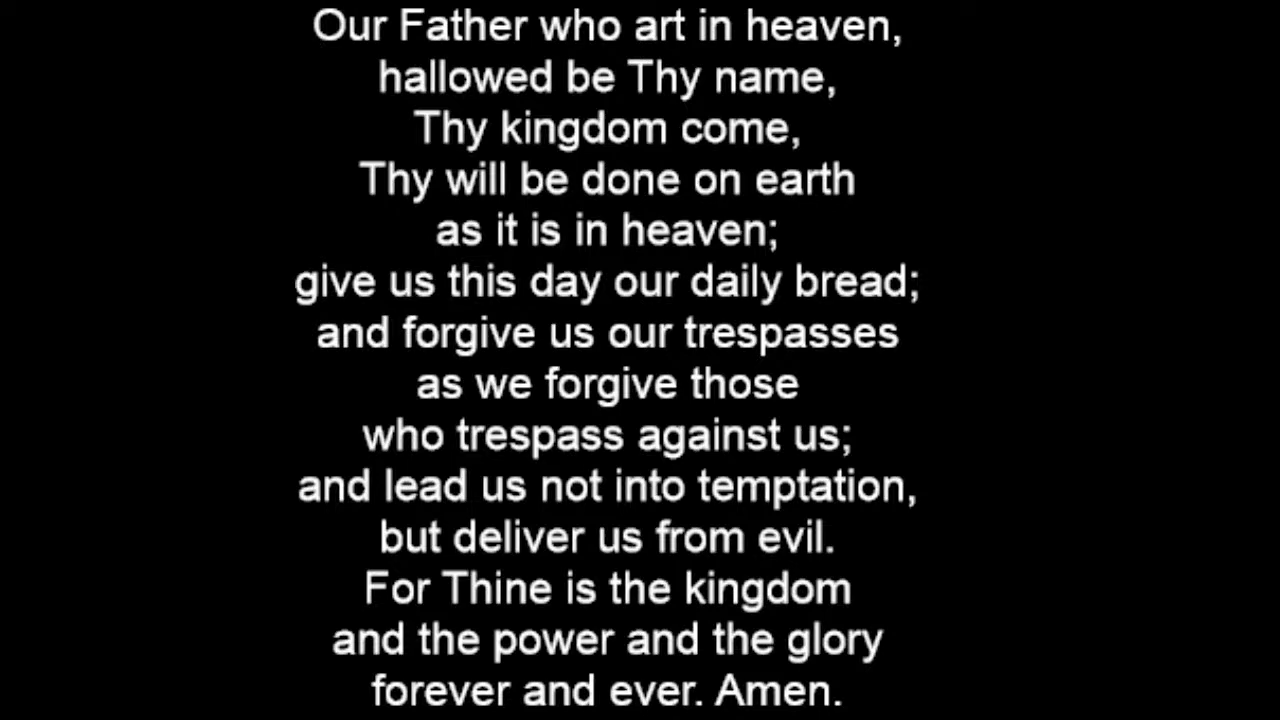 Our Father who art in heaven,
hallowed be Thy name,
Thy kingdom come,
Thy will be done on earth
as it is in heaven;
give us this day our daily bread;
and forgive us our trespasses
as we forgive those
who trespass against us;
and lead us not into temptation,
but deliver us from evil.
For Thine is the kingdom
and the power and the glory
forever and ever. Amen.